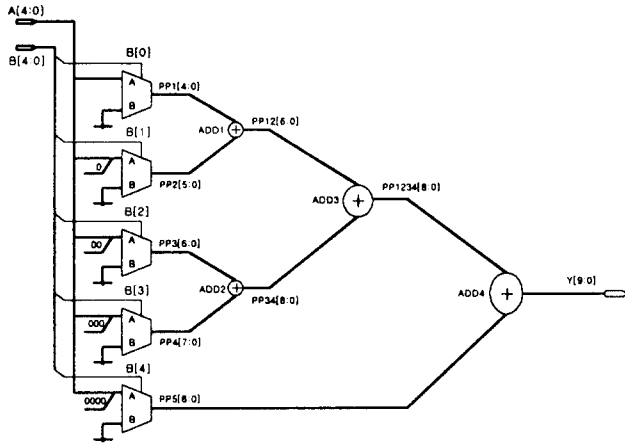 A[4:0]
B[4:0]
B[0]
A
B
PP1[4:0]
ADD1
+
PP12[6:0]
B[1]
0
A
B
PP2[5:0]
ADD3
+
PP1234[8:0]
B[2]
00
A
B
PP3[6:0]
ADD2
+
PP34[8:0]
B[3]
000
A
B
PP4[7:0]
ADD4
+
Y[9:0]
B[4]
0000
A
B
PP5[8:0]